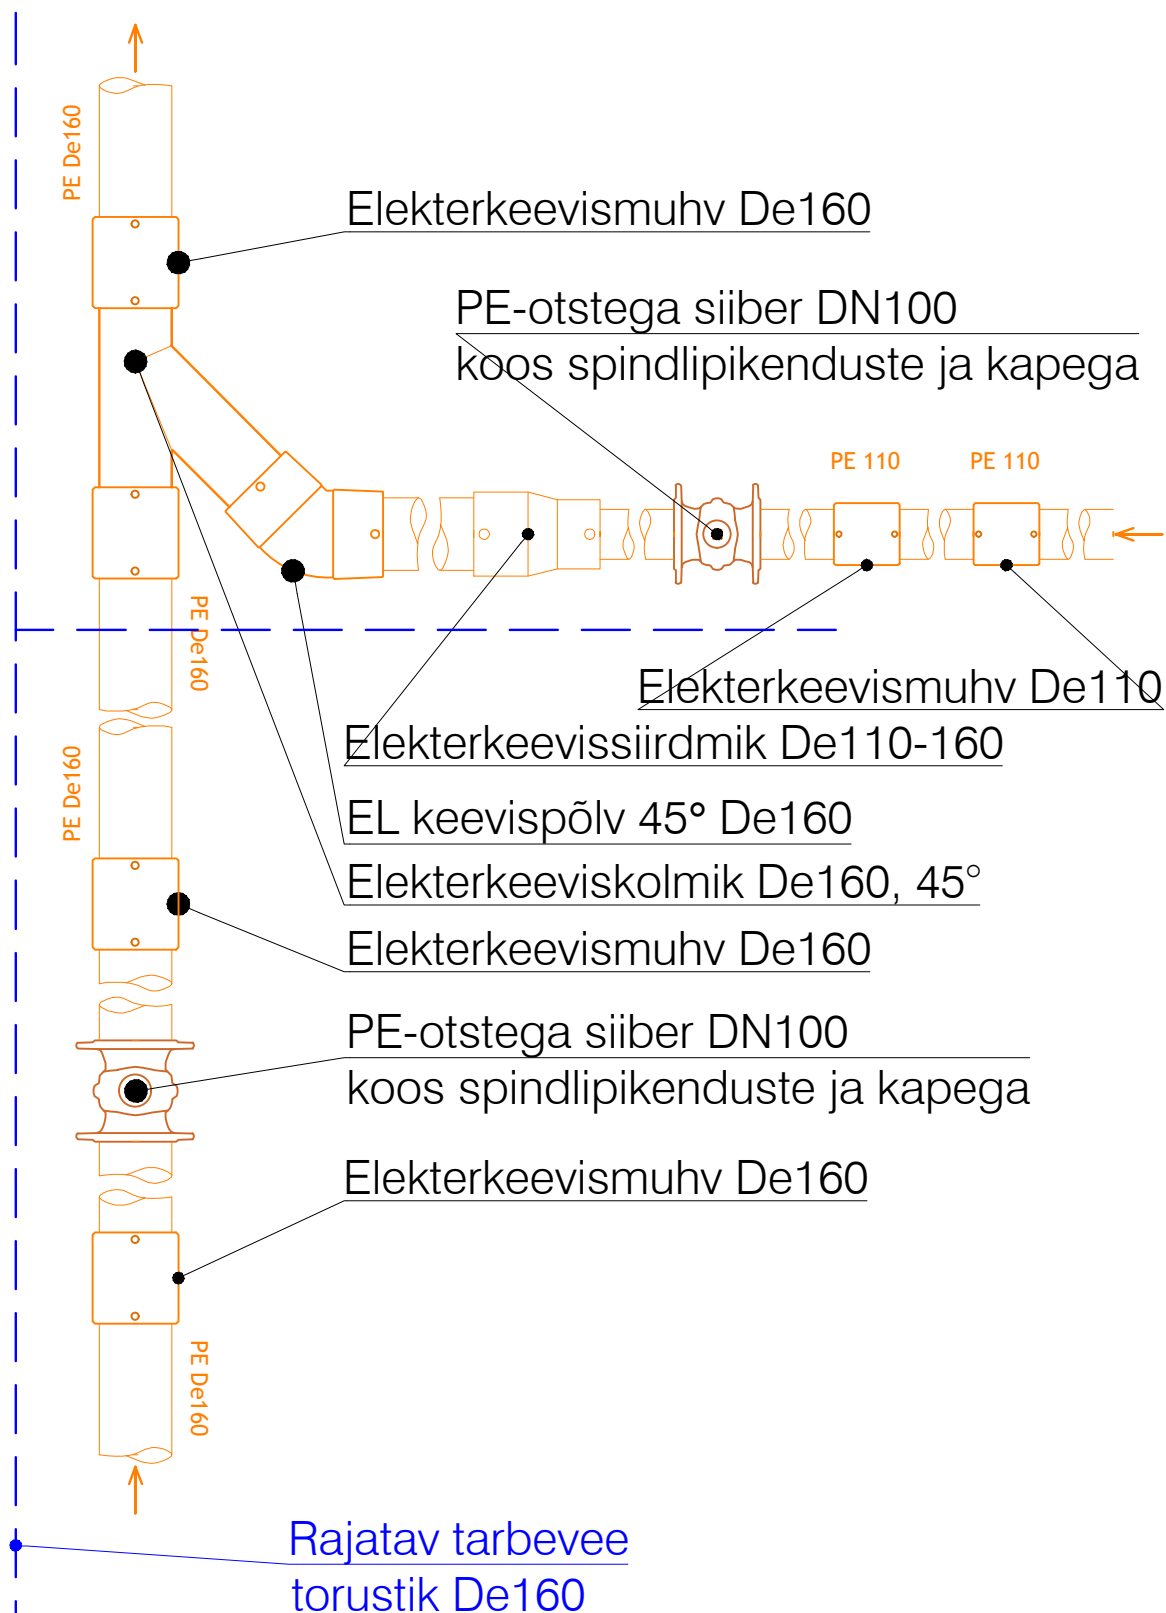 PE De160
Elekterkeevismuhv De160
PE-otstega siiber DN100
koos spindlipikenduste ja kapega
PE 110
PE 110
PE De160
Elekterkeevismuhv De110
Elekterkeevissiirdmik De110-160
PE De160
EL keevispõlv 45° De160
Elekterkeeviskolmik De160, 45°
Elekterkeevismuhv De160
PE-otstega siiber DN100
koos spindlipikenduste ja kapega
Elekterkeevismuhv De160
PE De160
Rajatav tarbevee
torustik De160